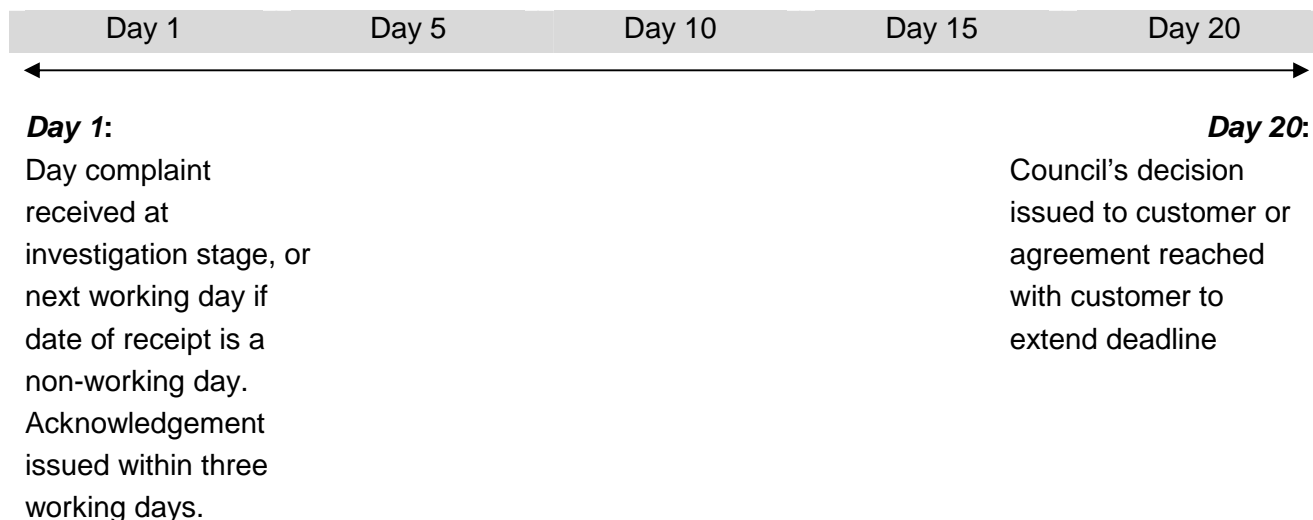 Day 1 Day 5 Day 10 Day 15 Day 20
Day 1:
Day complaint
received at
investigation stage, or
next working day if
date of receipt is a
non-working day.
Acknowledgement
issued within three
working days.
Day 20:
Council’s decision
issued to customer or
agreement reached
with customer to
extend deadline